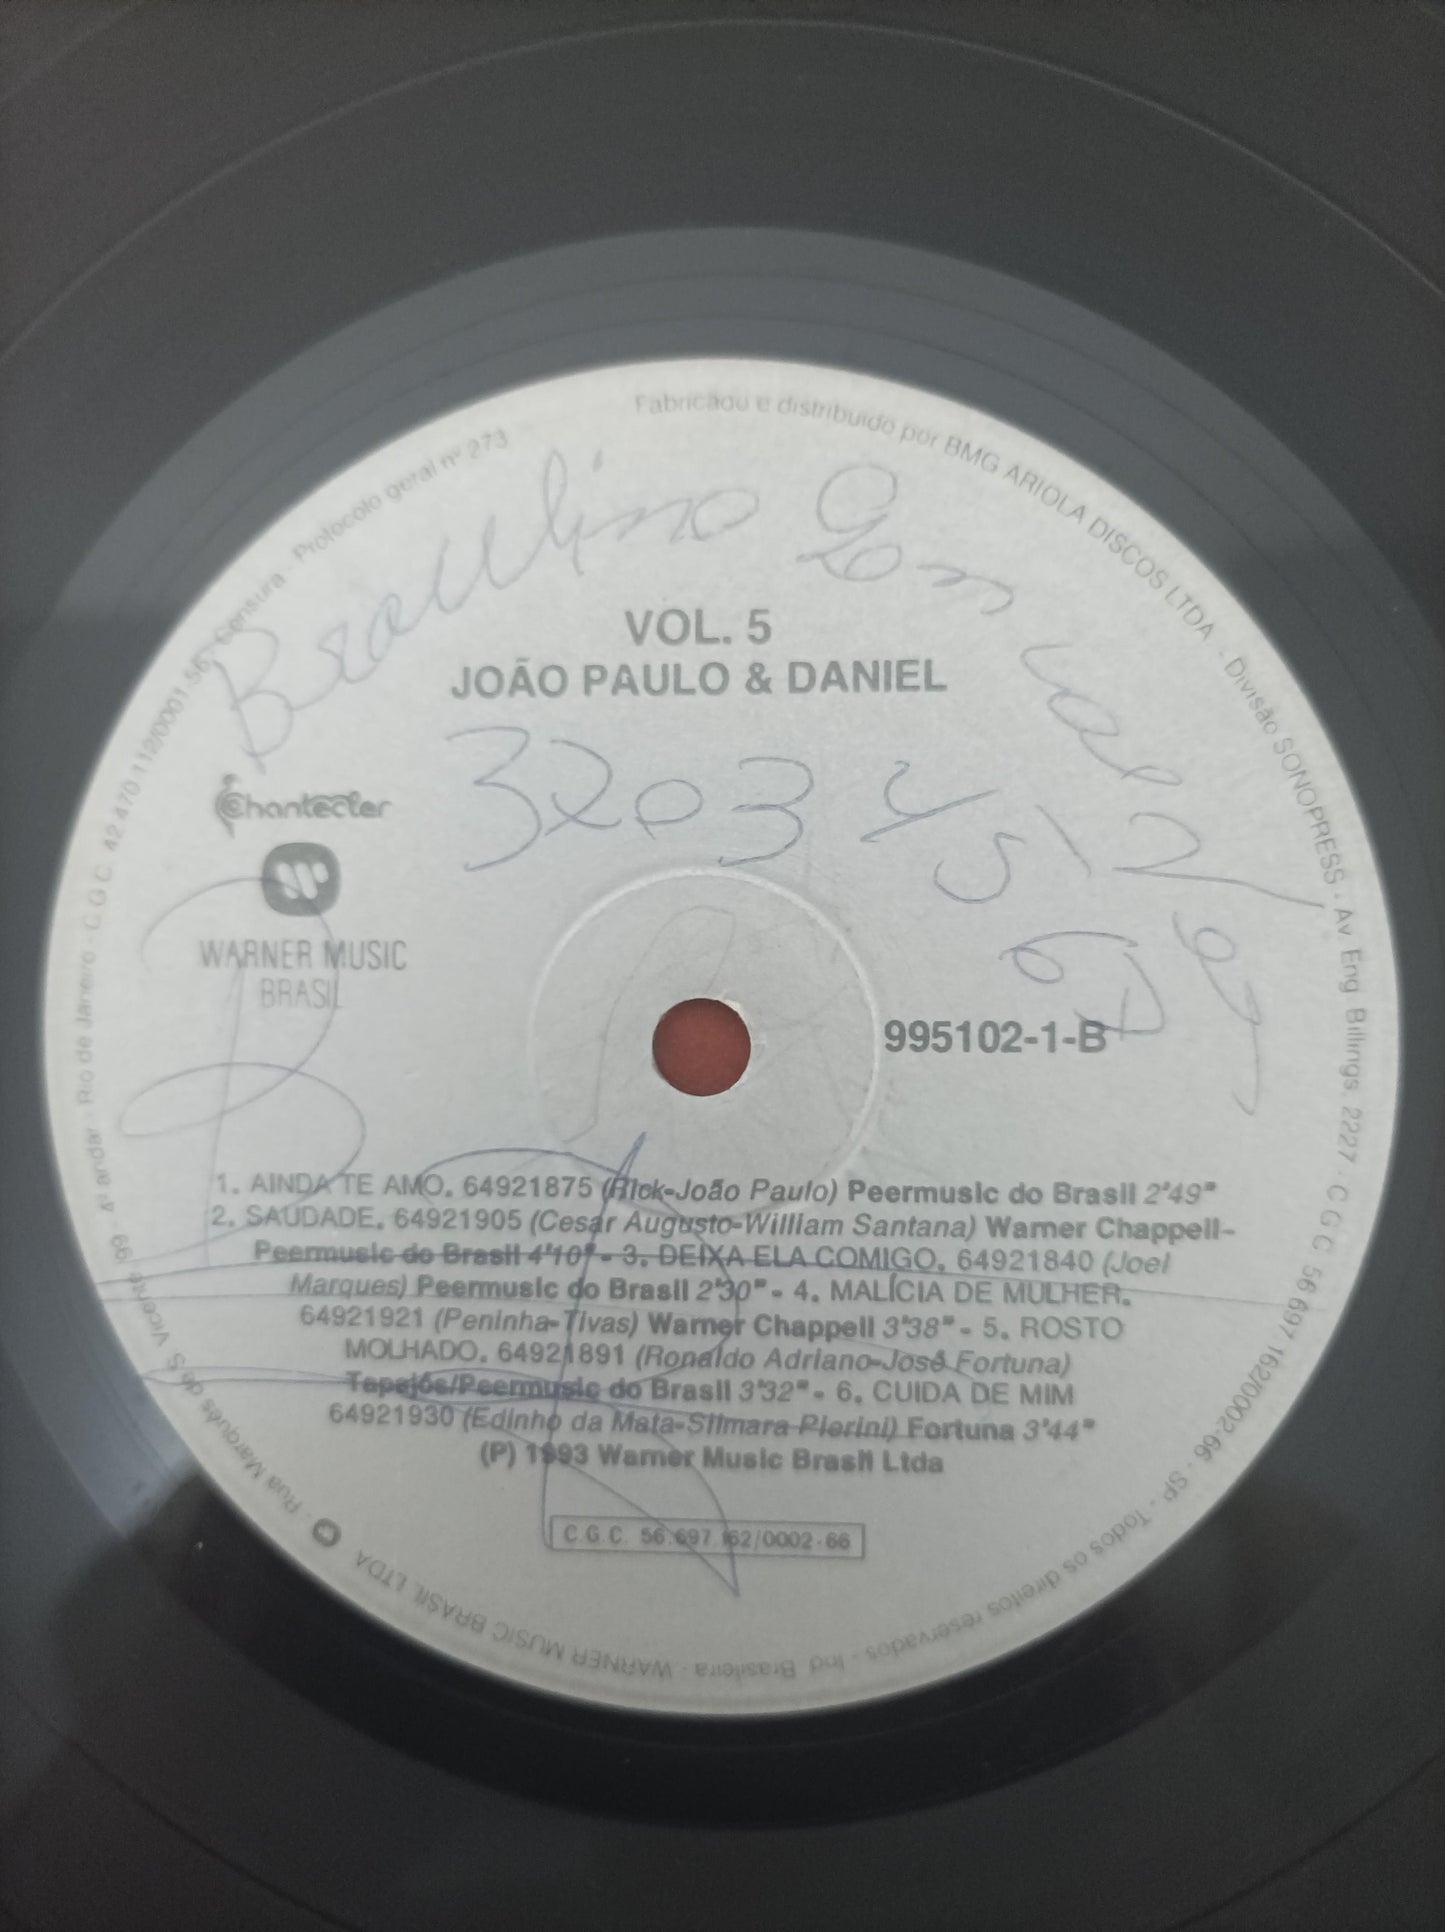 Fabricado e distribuido por BMG ARIOLA DISCOS LTDA - Divisão SONOPRESS - Av. Eng. Billings, 2227 - C G C 56 697 162/0002-66 - SP - Todos os direitos reservados - Ind. Brasileira - WARNER MUSIC BRASIL LTDA
Rua Marquês de S. Vicente, 99 - 4º andar - Rio de Janeiro - C.G.C. 42.470.112/0001-56 - Censura - Protocolo geral nº 273
Braulino
VOL. 5
JOÃO PAULO & DANIEL
3203 45 67
Chantecler
WARNER MUSIC
BRASIL
995102-1-B
1. AINDA TE AMO. 64921875 (Rick-João Paulo) Peermusic do Brasil 2'49"
2. SAUDADE. 64921905 (Cesar Augusto-William Santana) Warner Chappell-
Peermusic do Brasil 4'10" - 3. DEIXA ELA COMIGO. 64921840 (Joel
Marques) Peermusic do Brasil 2'30" - 4. MALÍCIA DE MULHER.
64921921 (Peninha-Tivas) Warner Chappell 3'38" - 5. ROSTO
MOLHADO. 64921891 (Ronaldo Adriano-José Fortuna)
Tapajós/Peermusic do Brasil 3'32" - 6. CUIDA DE MIM
64921930 (Edinho da Mata-Silmara Pierini) Fortuna 3'44"
(P) 1993 Warner Music Brasil Ltda
C.G.C. 56.697.162/0002-66